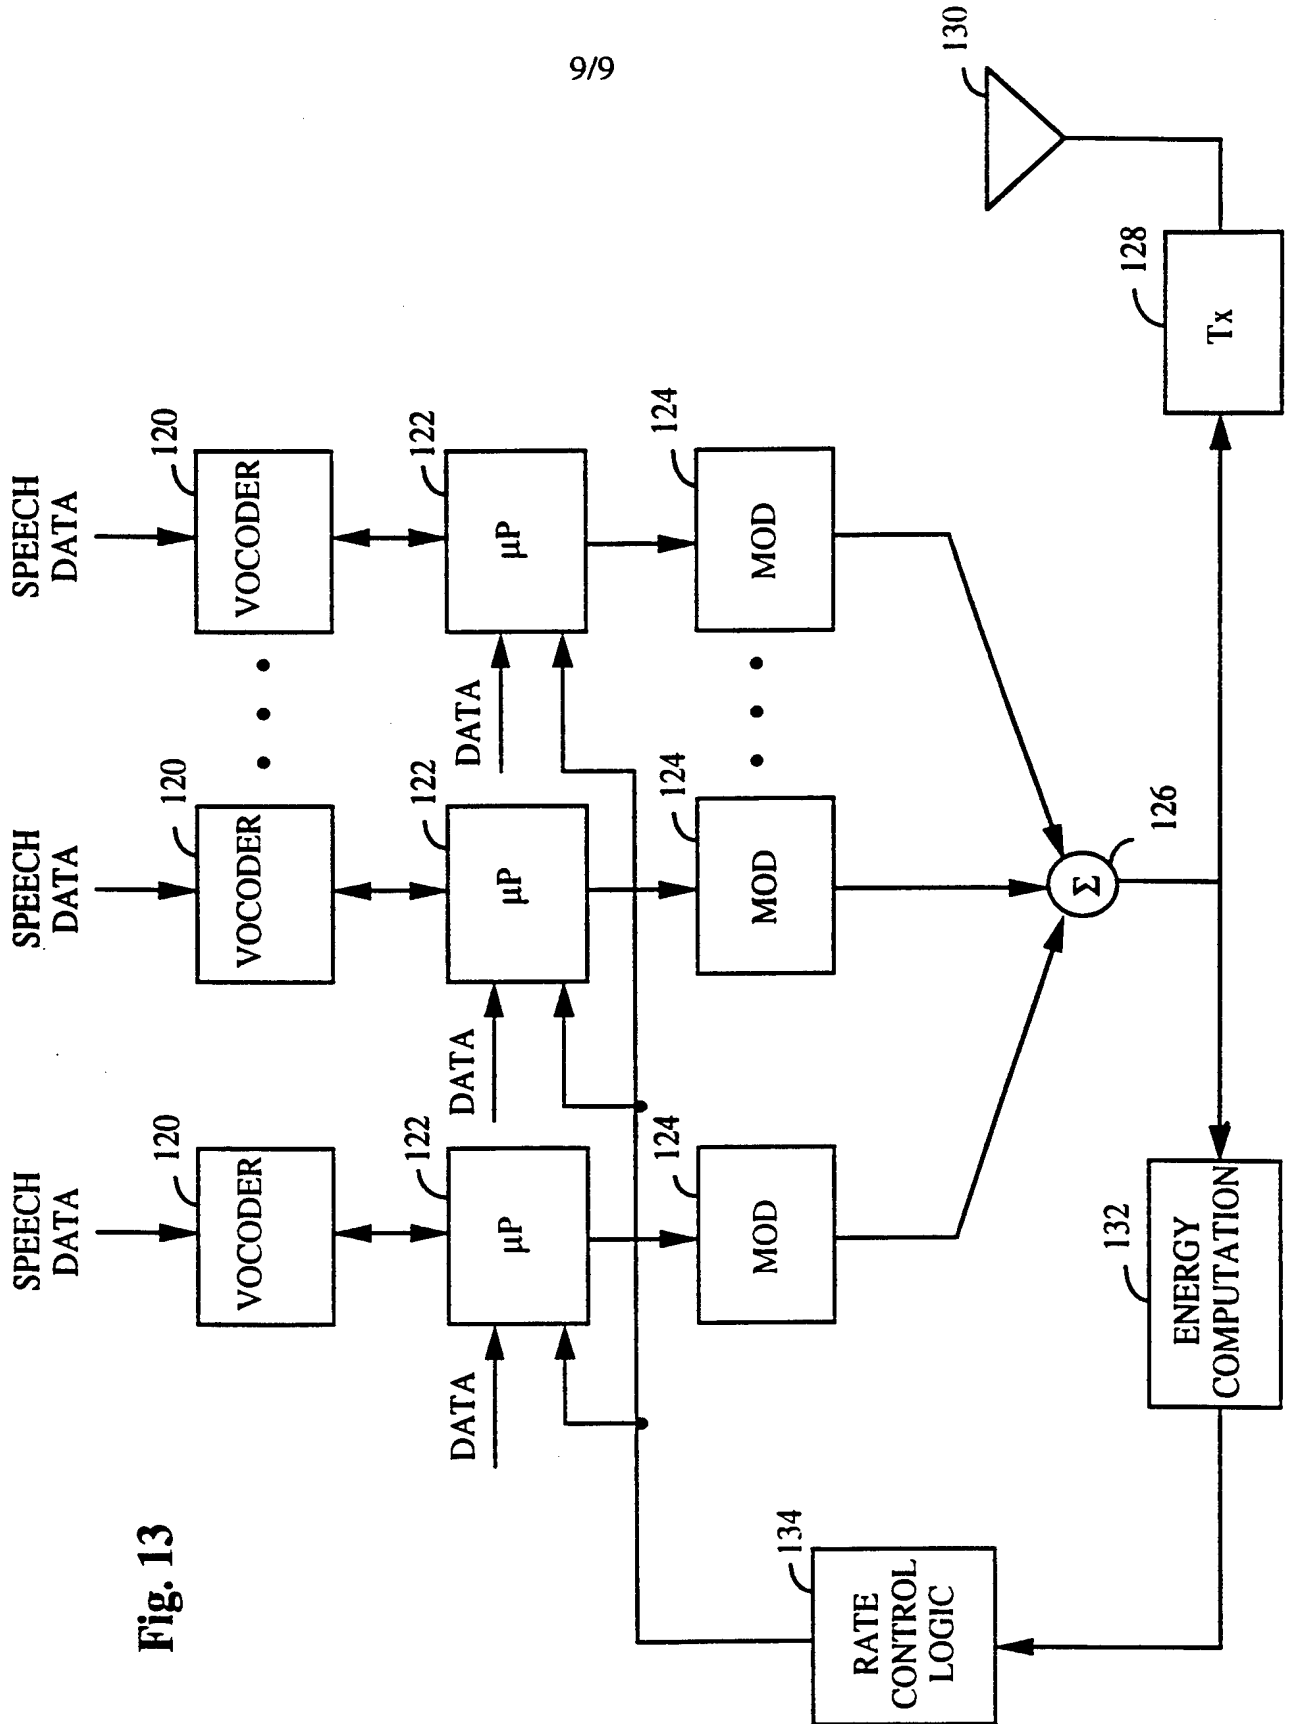 9/9
Fig. 13
SPEECH
DATA
SPEECH
DATA
SPEECH
DATA
120
VOCODER
120
VOCODER
120
VOCODER
122
μP
122
μP
122
μP
DATA
DATA
DATA
124
MOD
124
MOD
124
MOD
Σ
126
134
RATE
CONTROL
LOGIC
132
ENERGY
COMPUTATION
128
Tx
130